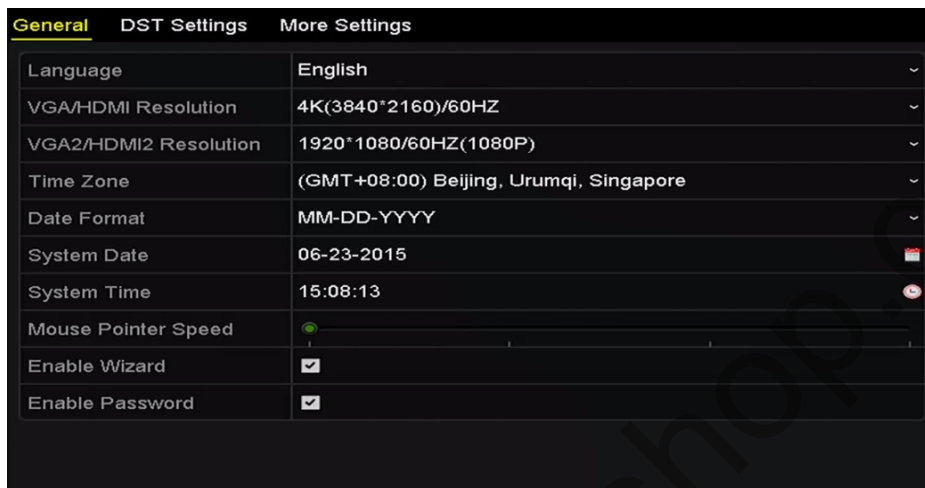 General DST Settings More Settings
Language English
VGA/HDMI Resolution 4K(3840*2160)/60HZ
VGA2/HDMI2 Resolution 1920*1080/60HZ(1080P)
Time Zone (GMT+08:00) Beijing, Urumqi, Singapore
Date Format MM-DD-YYYY
System Date 06-23-2015
System Time 15:08:13
Mouse Pointer Speed
Enable Wizard
Enable Password
shop.